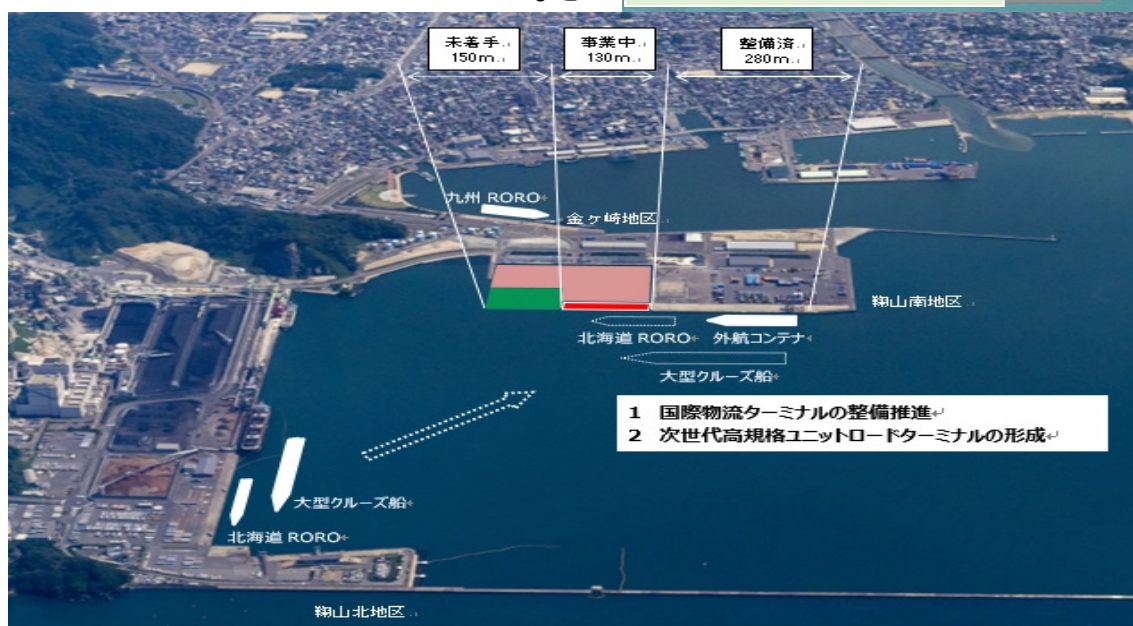 未着手
150m
事業中
130m
整備済
280m
九州 RORO
金ヶ崎地区
鞠山南地区
北海道 RORO
外航コンテナ
大型クルーズ船
1 国際物流ターミナルの整備推進
2 次世代高規格ユニットロードターミナルの形成
大型クルーズ船
北海道 RORO
鞠山北地区